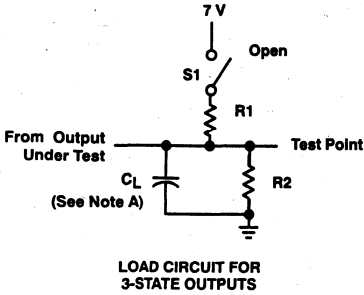 7 V
Open
S1
R1
From Output
Under Test
Test Point
CL
(See Note A)
R2
LOAD CIRCUIT FOR
3-STATE OUTPUTS